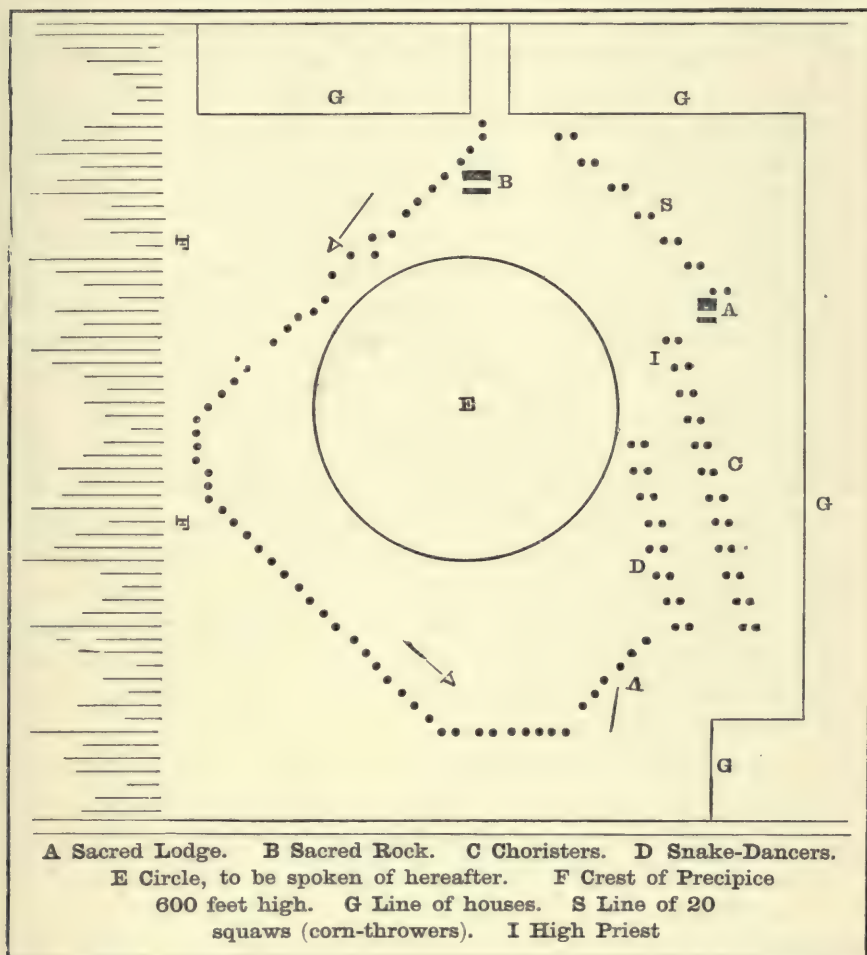 G G
B
S
F
A
I
E
C
G
F
D
G
A Sacred Lodge. B Sacred Rock. C Choristers. D Snake-Dancers.
E Circle, to be spoken of hereafter. F Crest of Precipice
600 feet high. G Line of houses. S Line of 20
squaws (corn-throwers). I High Priest